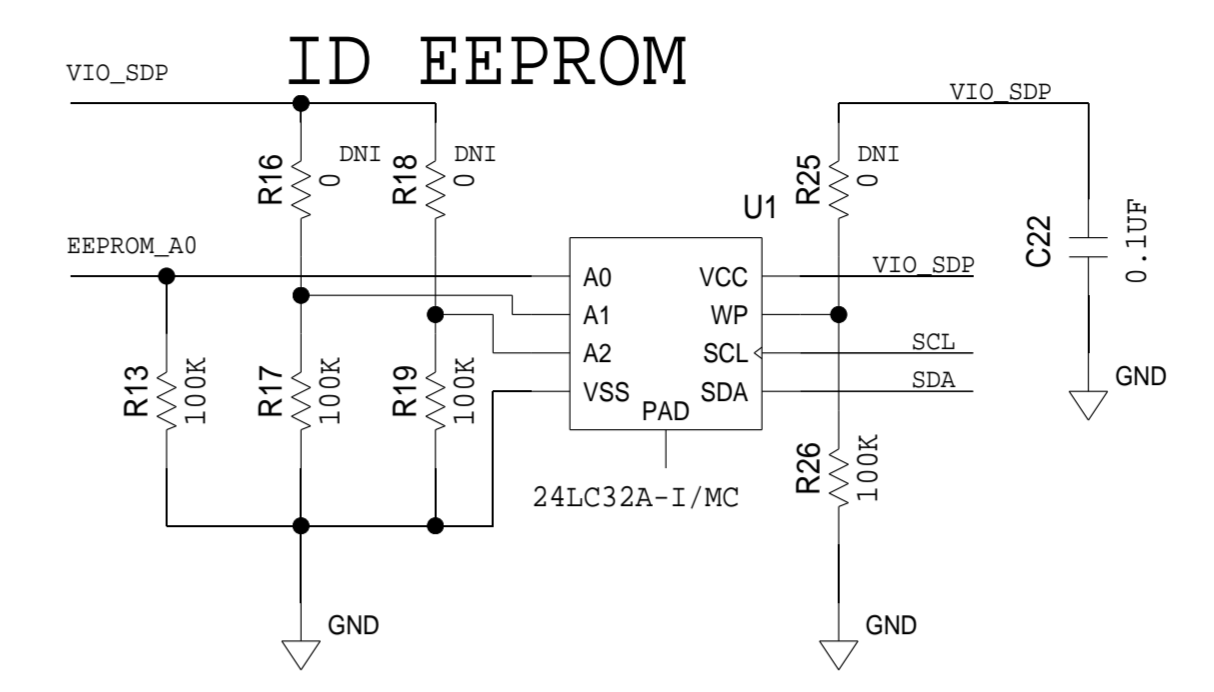 ID EEPROM
VIO_SDP
VIO_SDP
R16
DNI
0
R18
DNI
0
R25
DNI
0
U1
C22
0.1UF
EEPROM_A0
A0
VCC
VIO_SDP
A1
WP
A2
SCL
SCL
VSS
SDA
SDA
PAD
GND
R13
100K
R17
100K
R19
100K
R26
100K
24LC32A-I/MC
GND
GND